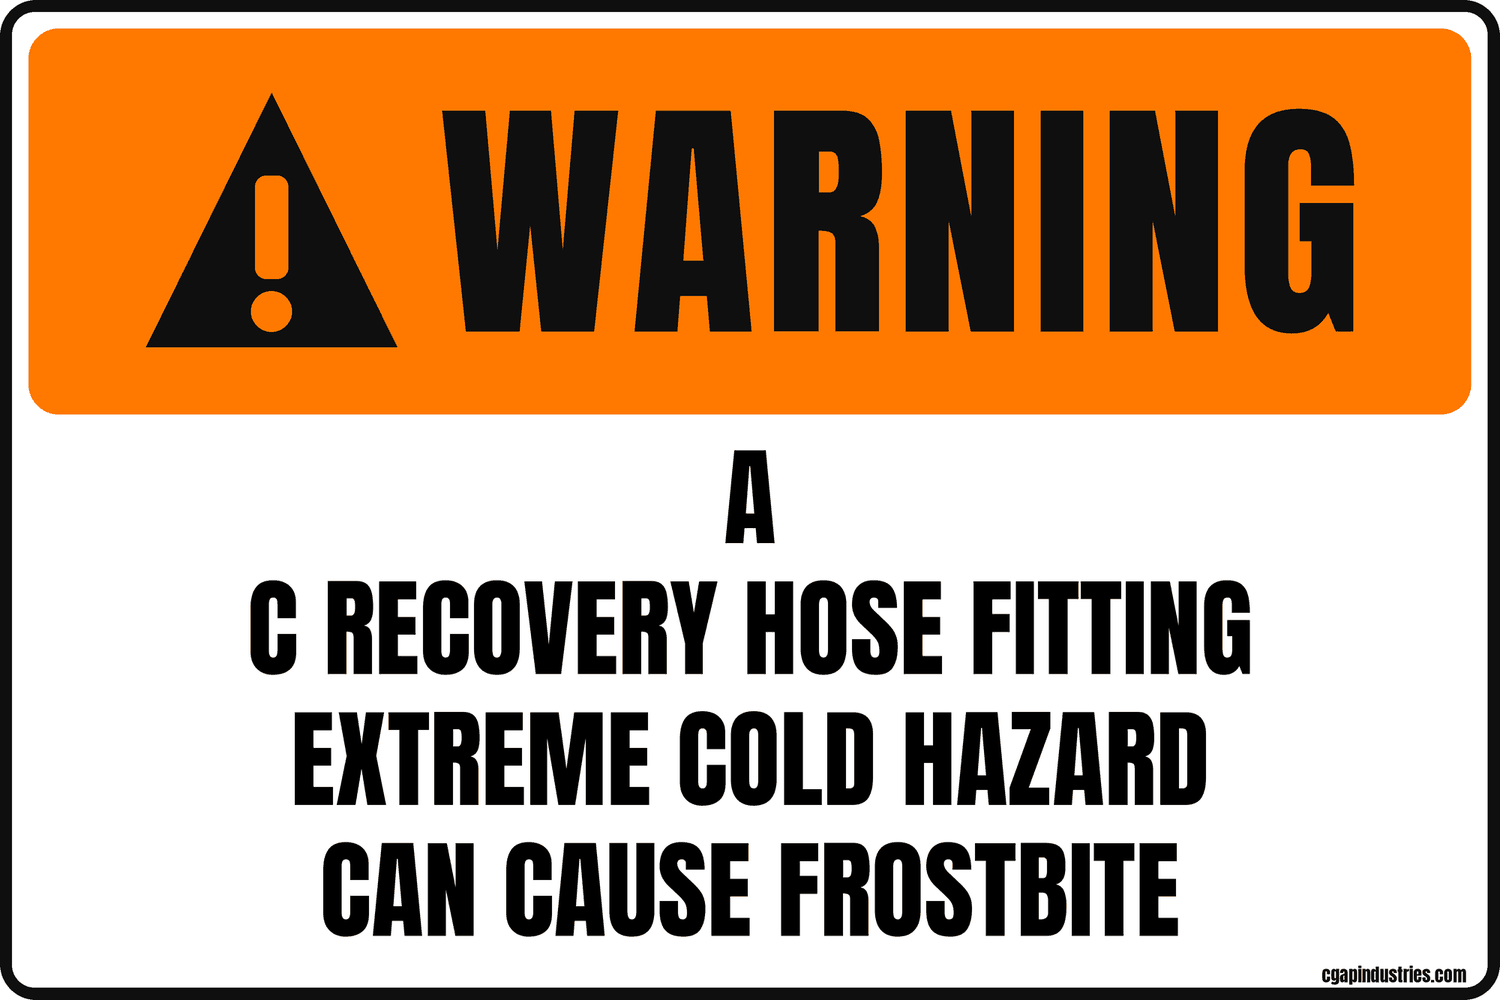 WARNING
A
C RECOVERY HOSE FITTING
EXTREME COLD HAZARD
CAN CAUSE FROSTBITE
cgapindustries.com